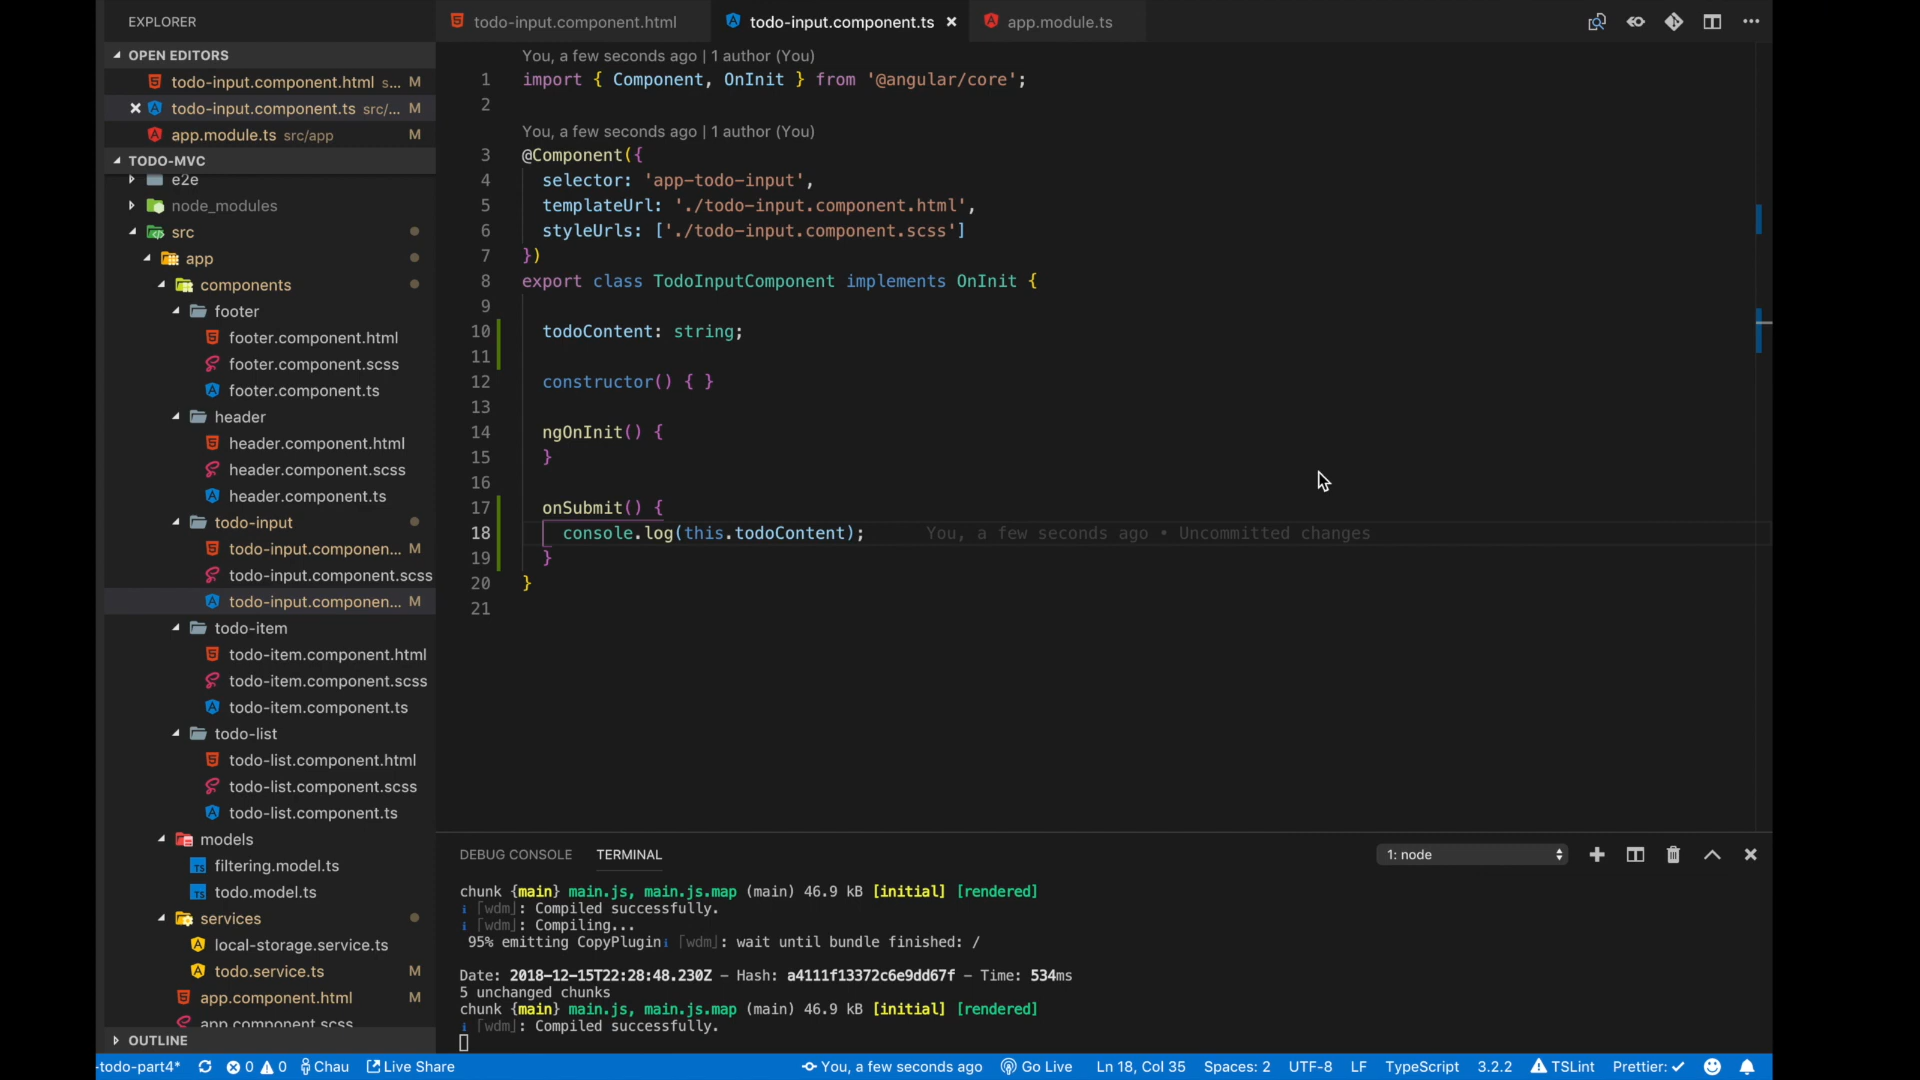 EXPLORER
OPEN EDITORS
todo-input.component.html s... M
todo-input.component.ts src/... M
app.module.ts src/app M
TODO-MVC
e2e
node_modules
src
app
components
footer
footer.component.html
footer.component.scss
footer.component.ts
header
header.component.html
header.component.scss
header.component.ts
todo-input
todo-input.componen... M
todo-input.component.scss
todo-input.componen... M
todo-item
todo-item.component.html
todo-item.component.scss
todo-item.component.ts
todo-list
todo-list.component.html
todo-list.component.scss
todo-list.component.ts
models
filtering.model.ts
todo.model.ts
services
local-storage.service.ts
todo.service.ts M
app.component.html M
app.component.scss
OUTLINE
todo-input.component.html todo-input.component.ts app.module.ts
You, a few seconds ago | 1 author (You)
1 import { Component, OnInit } from '@angular/core';
2
You, a few seconds ago | 1 author (You)
3 @Component({
4 selector: 'app-todo-input',
5 templateUrl: './todo-input.component.html',
6 styleUrls: ['./todo-input.component.scss']
7 })
8 export class TodoInputComponent implements OnInit {
9
10 todoContent: string;
11
12 constructor() { }
13
14 ngOnInit() {
15 }
16
17 onSubmit() {
18 console.log(this.todoContent); You, a few seconds ago • Uncommitted changes
19 }
20 }
21
DEBUG CONSOLE TERMINAL 1: node
chunk {main} main.js, main.js.map (main) 46.9 kB [initial] [rendered]
i ｢wdm｣: Compiled successfully.
i ｢wdm｣: Compiling...
95% emitting CopyPlugini ｢wdm｣: wait until bundle finished: /
Date: 2018-12-15T22:28:48.230Z - Hash: a4111f13372c6e9dd67f - Time: 534ms
5 unchanged chunks
chunk {main} main.js, main.js.map (main) 46.9 kB [initial] [rendered]
i ｢wdm｣: Compiled successfully.
-todo-part4* 0 0 Chau Live Share You, a few seconds ago Go Live Ln 18, Col 35 Spaces: 2 UTF-8 LF TypeScript 3.2.2 TSLint Prettier: ✓